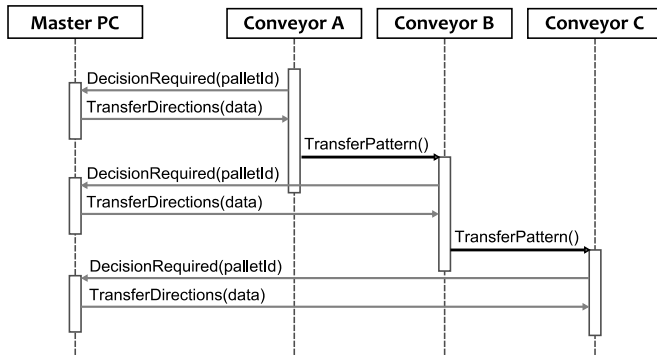 Master PC
Conveyor A
Conveyor B
Conveyor C
DecisionRequired(palletId)
TransferDirections(data)
TransferPattern()
DecisionRequired(palletId)
TransferDirections(data)
TransferPattern()
DecisionRequired(palletId)
TransferDirections(data)